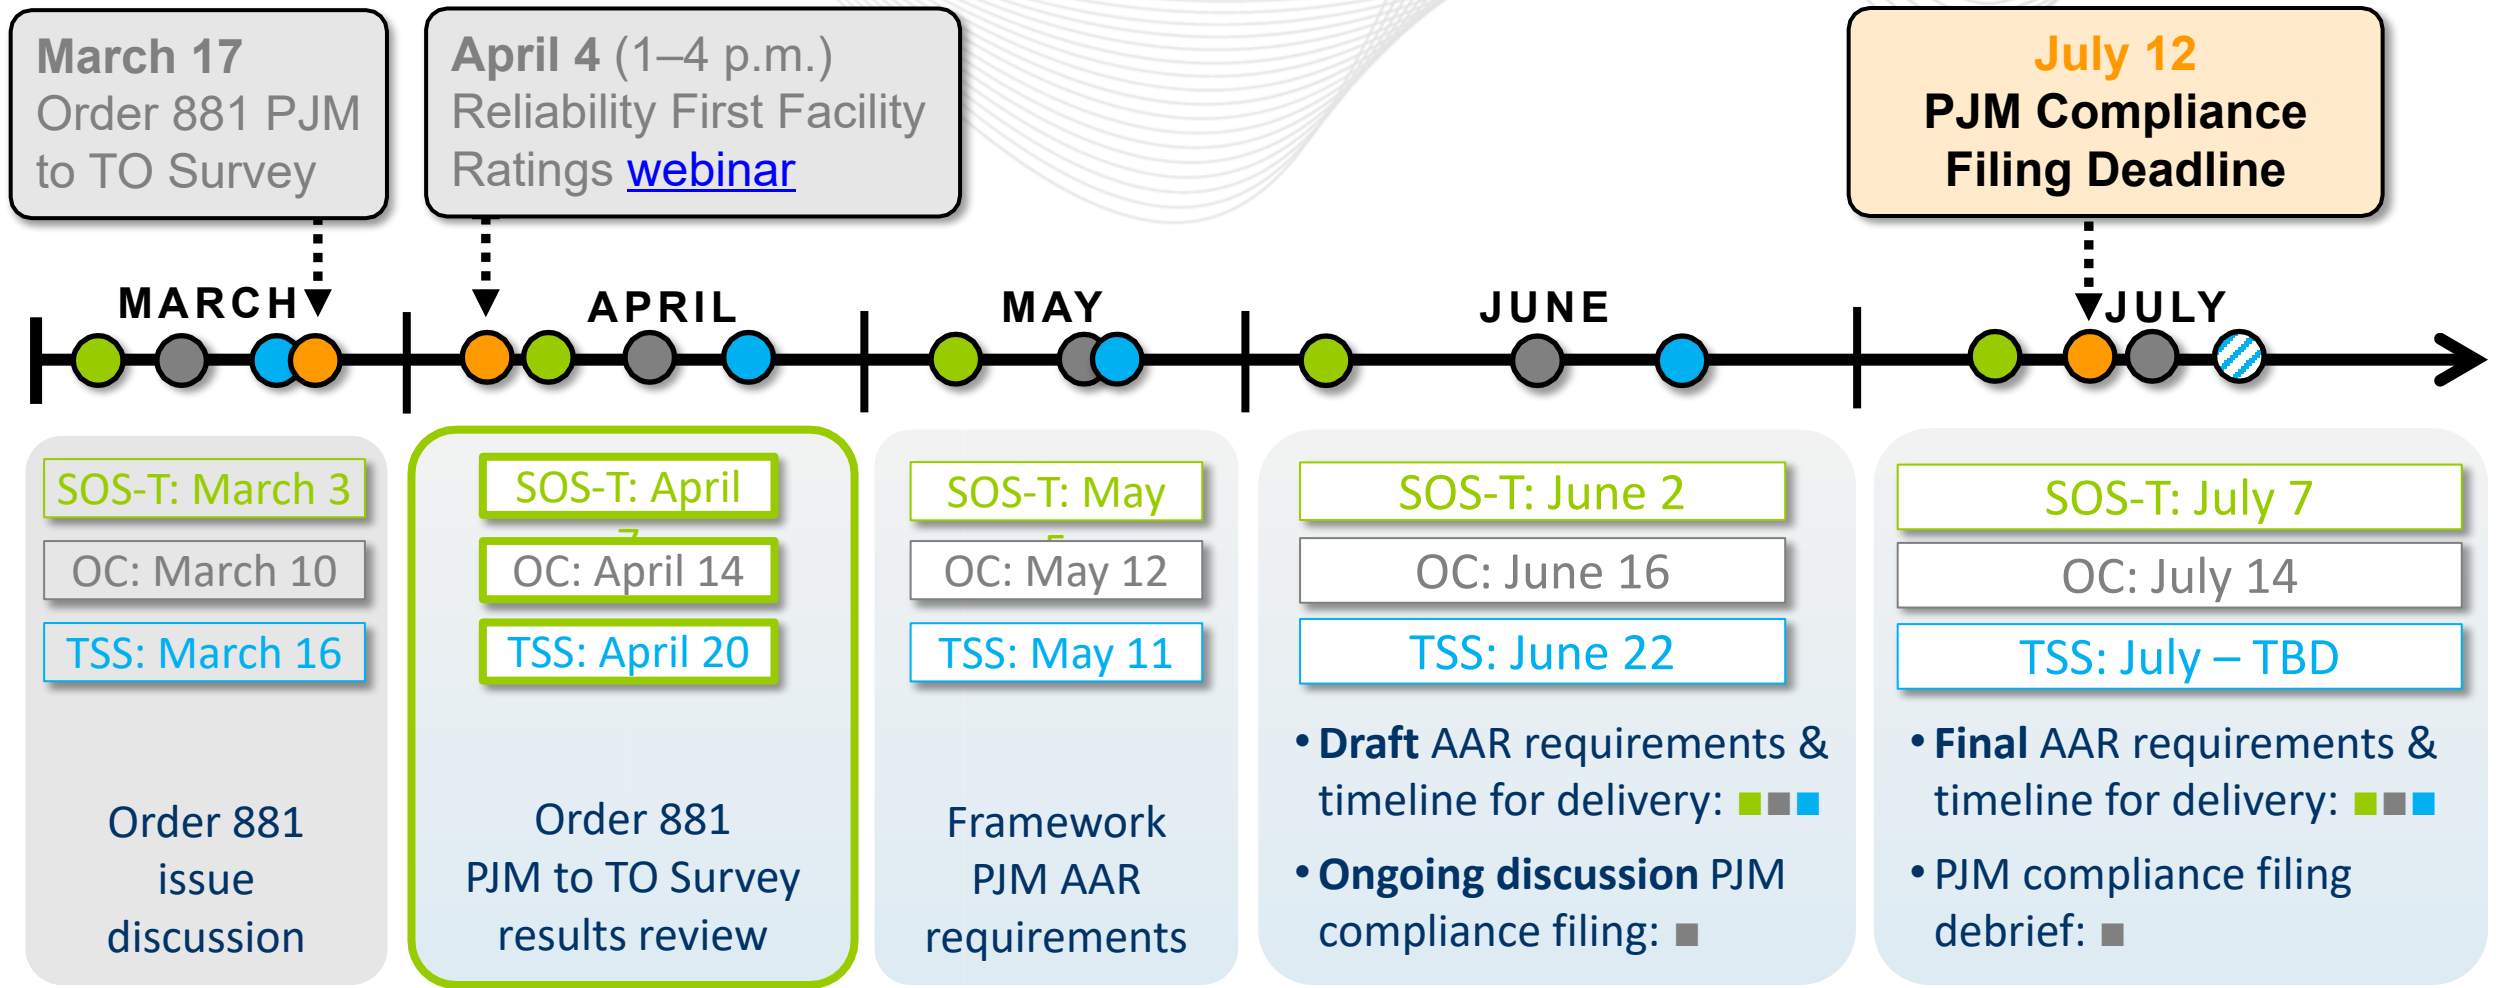 March 17
Order 881 PJM
to TO Survey
April 4 (1–4 p.m.)
Reliability First Facility
Ratings webinar
July 12
PJM Compliance
Filing Deadline
MARCH
APRIL
MAY
JUNE
JULY
SOS-T: March 3
OC: March 10
TSS: March 16
Order 881
issue
discussion
SOS-T: April
7
OC: April 14
TSS: April 20
Order 881
PJM to TO Survey
results review
SOS-T: May
OC: May 12
TSS: May 11
Framework
PJM AAR
requirements
SOS-T: June 2
OC: June 16
TSS: June 22
• Draft AAR requirements &
timeline for delivery: ■■■
• Ongoing discussion PJM
compliance filing: ■
SOS-T: July 7
OC: July 14
TSS: July – TBD
• Final AAR requirements &
timeline for delivery: ■■■
• PJM compliance filing
debrief: ■